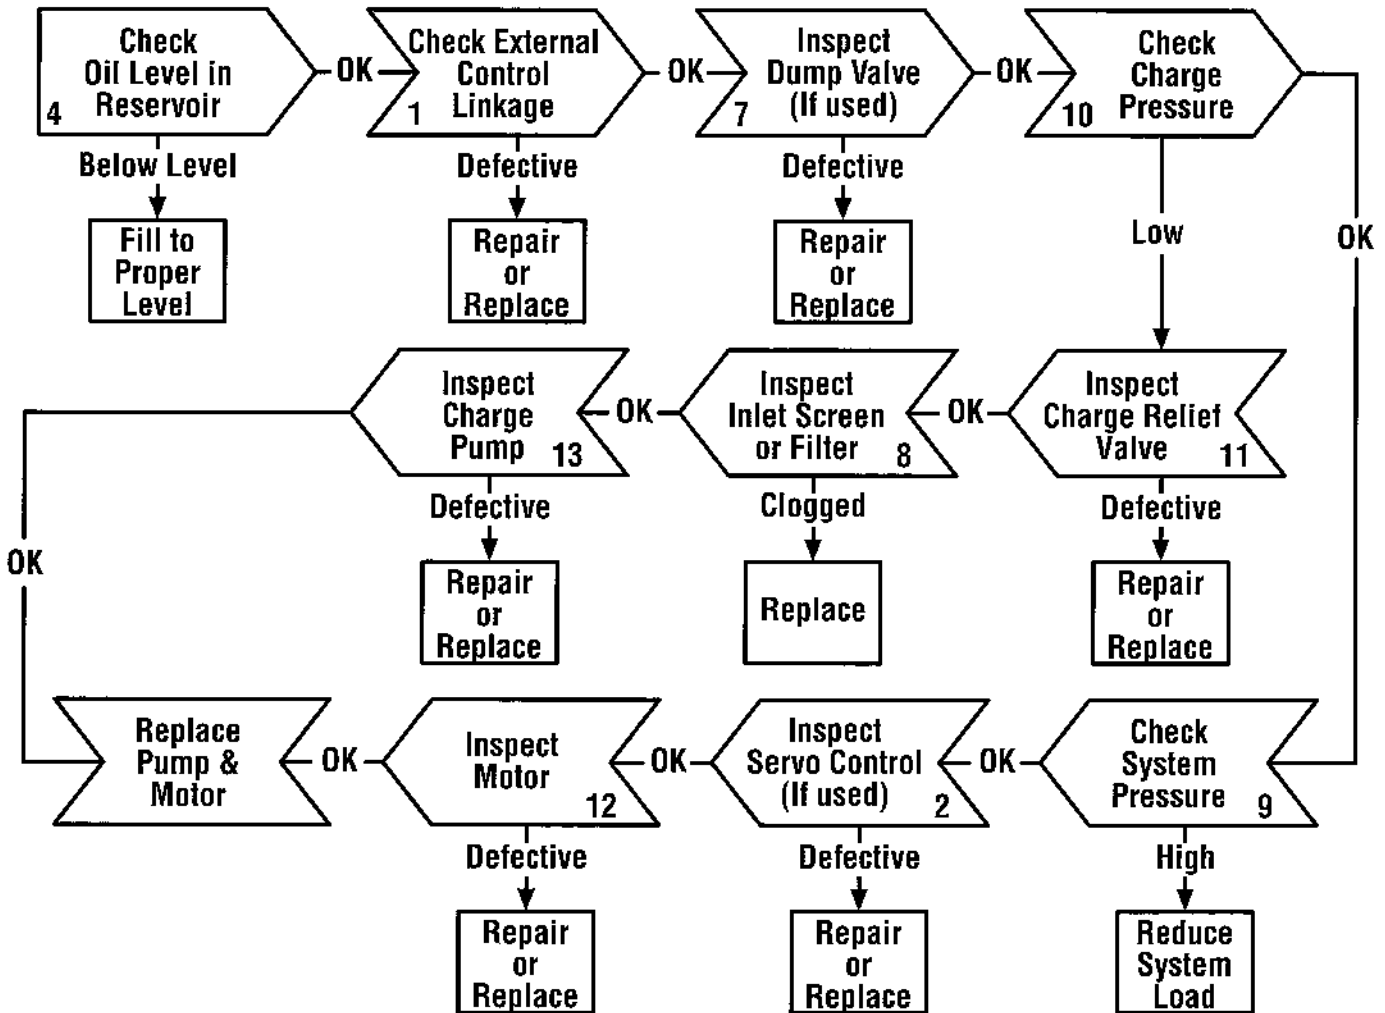 Check
Oil Level in
Reservoir
4
OK
Check External
Control
Linkage
1
OK
Inspect
Dump Valve
(If used)
7
OK
Check
Charge
Pressure
10
Below Level
Defective
Defective
Low
OK
Fill to
Proper
Level
Repair
or
Replace
Repair
or
Replace
Inspect
Charge Relief
Valve
11
OK
Inspect
Inlet Screen
or Filter
8
OK
Inspect
Charge
Pump
13
OK
Defective
Clogged
Defective
Repair
or
Replace
Replace
Repair
or
Replace
Check
System
Pressure
9
OK
Inspect
Servo Control
(If used)
2
OK
Inspect
Motor
12
OK
Replace
Pump &
Motor
High
Defective
Defective
Reduce
System
Load
Repair
or
Replace
Repair
or
Replace